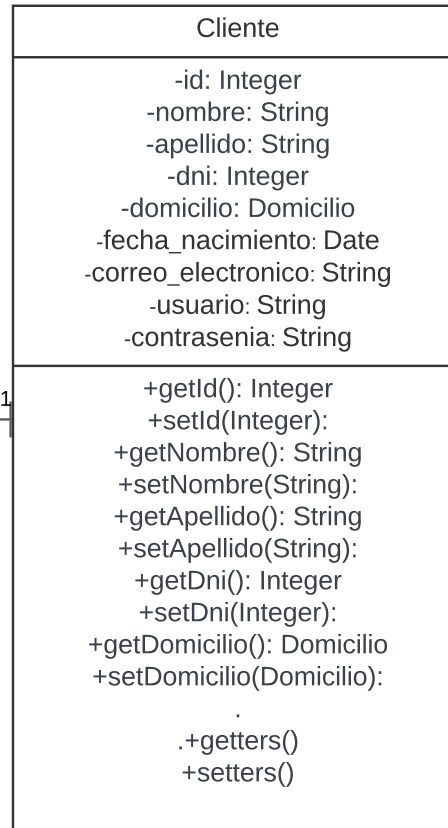 Cliente
-id: Integer
-nombre: String
-apellido: String
-dni: Integer
-domicilio: Domicilio
-fecha_nacimiento: Date
-correo_electronico: String
-usuario: String
-contrasenia: String
1
+getId(): Integer
+setId(Integer):
+getNombre(): String
+setNombre(String):
+getApellido(): String
+setApellido(String):
+getDni(): Integer
+setDni(Integer):
+getDomicilio(): Domicilio
+setDomicilio(Domicilio):
.
.+getters()
+setters()